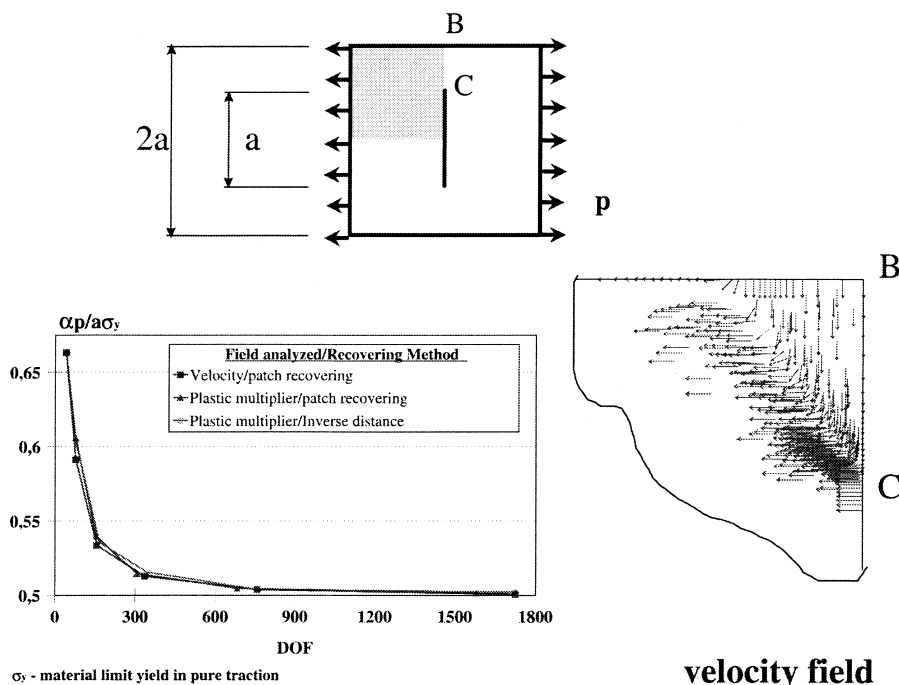 B
C
2a
a
p
B
C
αp/aσy
0,65
0,6
0,55
0,5
Field analyzed/Recovering Method
Velocity/patch recovering
Plastic multiplier/patch recovering
Plastic multiplier/Inverse distance
0 300 600 900 1200 1500 1800
DOF
σy - material limit yield in pure traction
velocity field